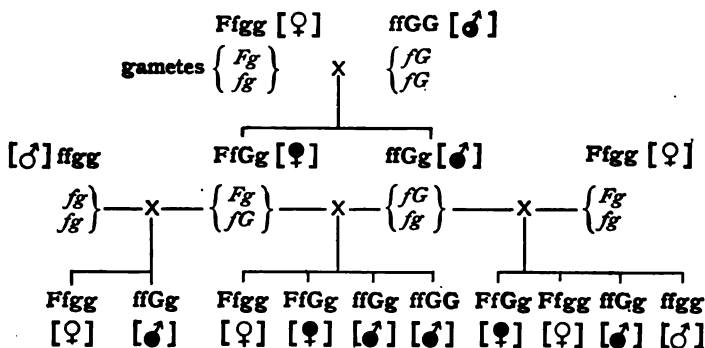 Ffgg [♀] ffGG [♂]
gametes { Fg } x { fG
fg fG
[♂] ffgg FfGg [♀] ffGg [♂] Ffgg [♀]
fg } x { Fg } x { fG } x { Fg
fg fG fg fg
Ffgg ffGg Ffgg FfGg ffGg ffGG FfGg Ffgg ffGg ffgg
[♀] [♂] [♀] [♀] [♂] [♂] [♀] [♀] [♂] [♂]